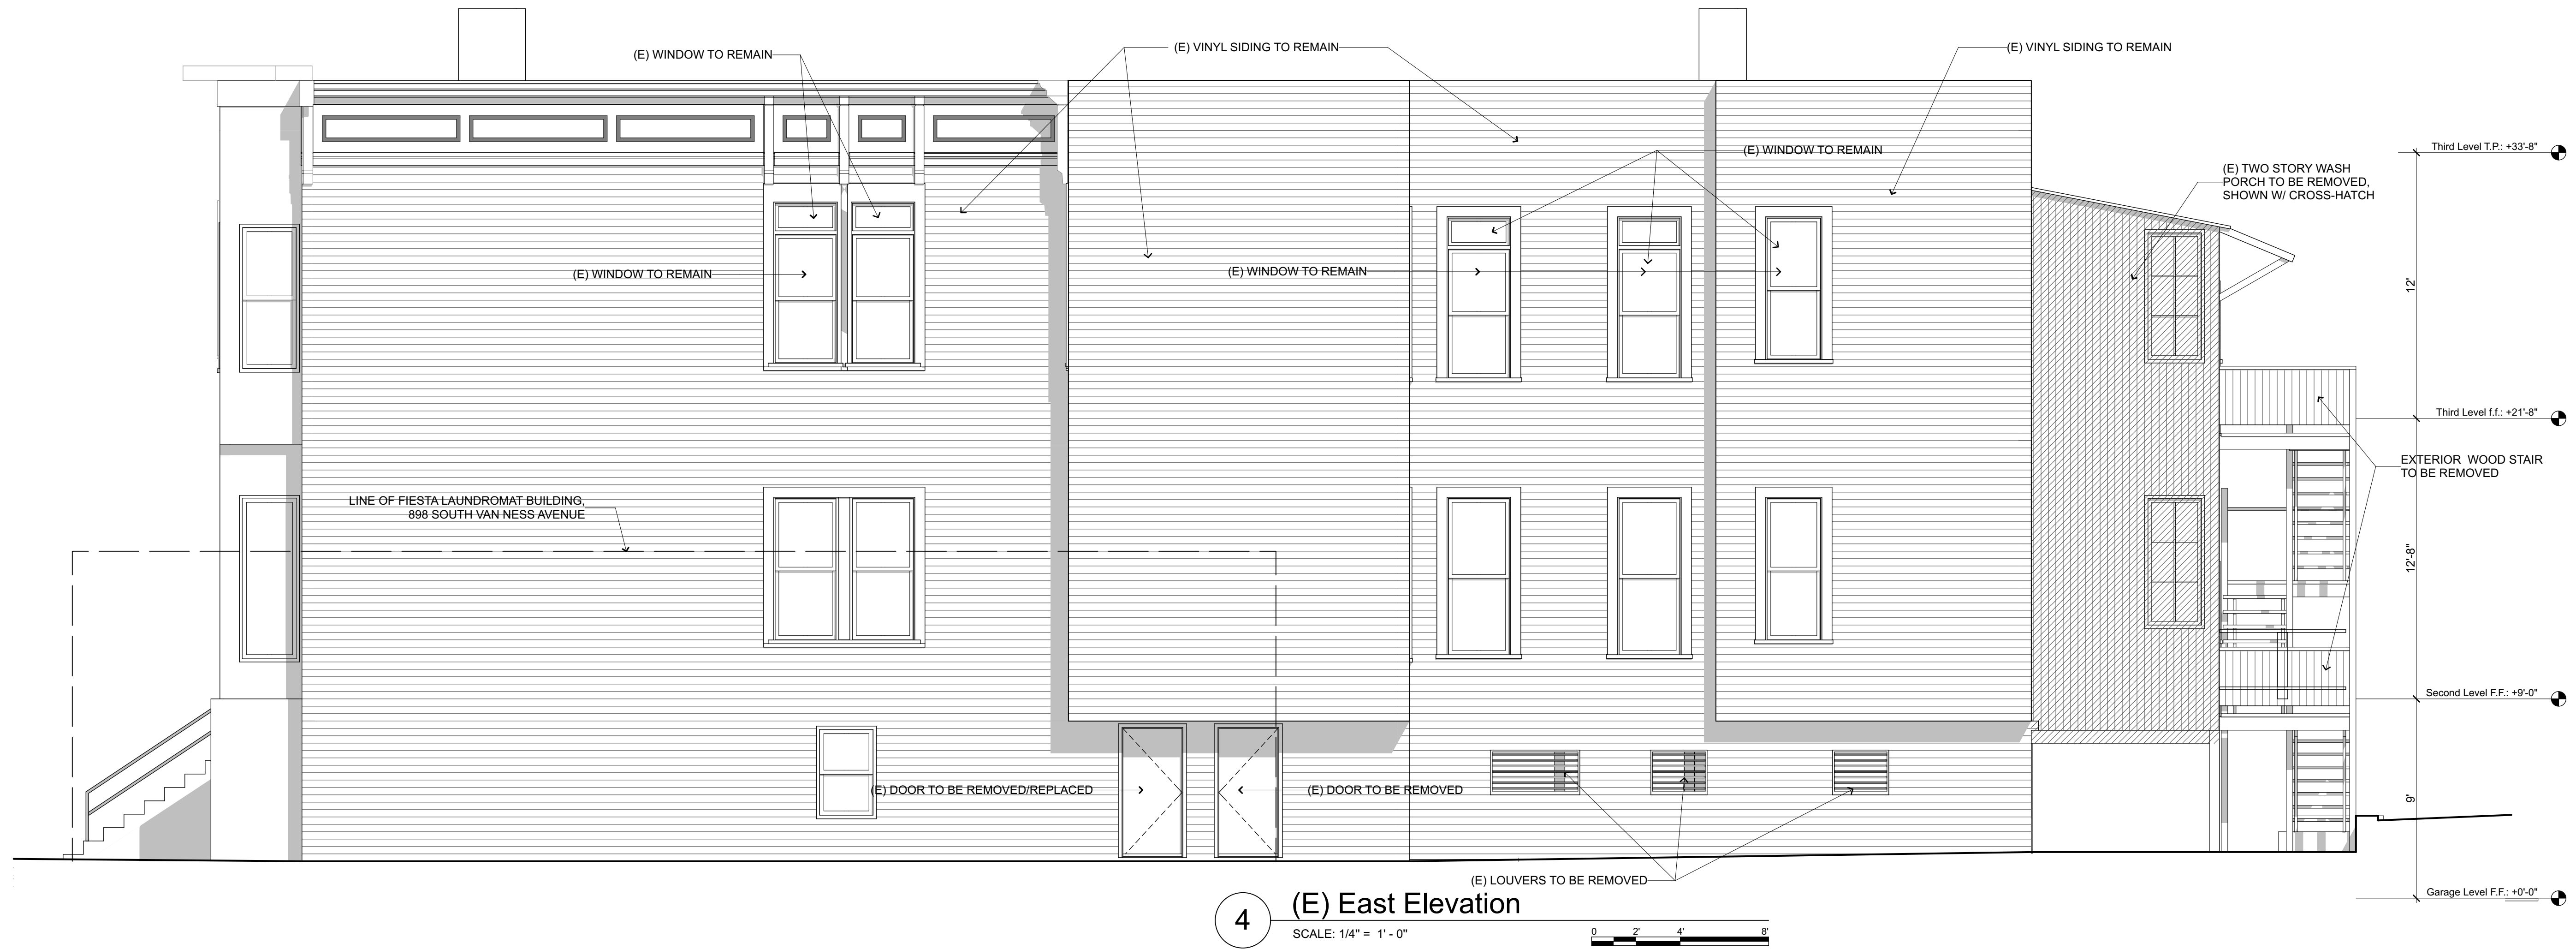 (E) WINDOW TO REMAIN
(E) VINYL SIDING TO REMAIN
(E) VINYL SIDING TO REMAIN
Third Level T.P.: +33'-8"
(E) WINDOW TO REMAIN
(E) TWO STORY WASH
PORCH TO BE REMOVED,
SHOWN W/ CROSS-HATCH
(E) WINDOW TO REMAIN
(E) WINDOW TO REMAIN
12'
Third Level f.f.: +21'-8"
EXTERIOR WOOD STAIR
TO BE REMOVED
LINE OF FIESTA LAUNDROMAT BUILDING,
898 SOUTH VAN NESS AVENUE
12'-8"
Second Level F.F.: +9'-0"
(E) DOOR TO BE REMOVED/REPLACED
(E) DOOR TO BE REMOVED
9'
(E) LOUVERS TO BE REMOVED
Garage Level F.F.: +0'-0"
4
(E) East Elevation
SCALE: 1/4" = 1' - 0"
0 2' 4' 8'